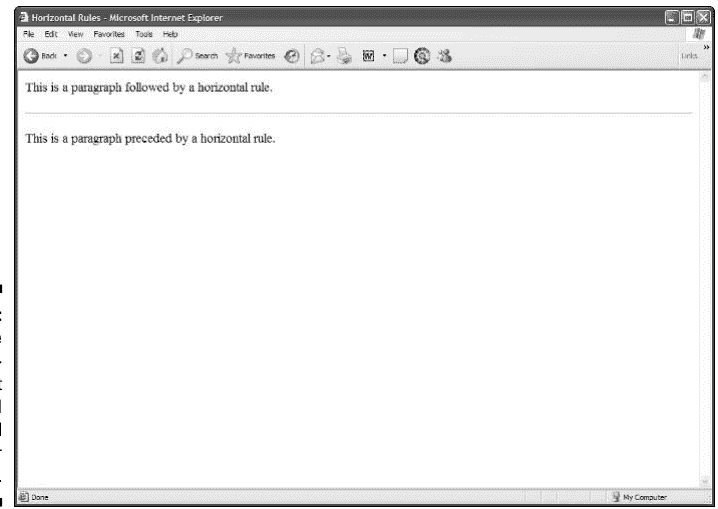 Horizontal Rules - Microsoft Internet Explorer
File Edit View Favorites Tools Help
Back Search Favorites W Links »
This is a paragraph followed by a horizontal rule.
This is a paragraph preceded by a horizontal rule.
Done My Computer